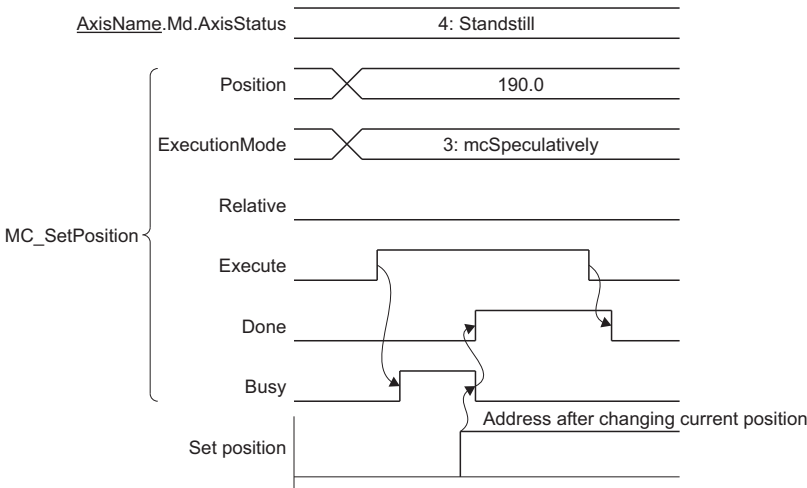 AxisName.Md.AxisStatus
4: Standstill
Position
190.0
ExecutionMode
3: mcSpeculatively
Relative
MC_SetPosition
Execute
Done
Busy
Address after changing current position
Set position